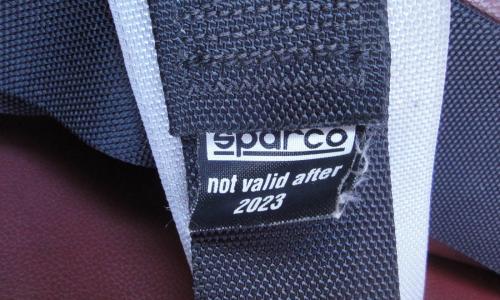 sparco
not valid after
2023